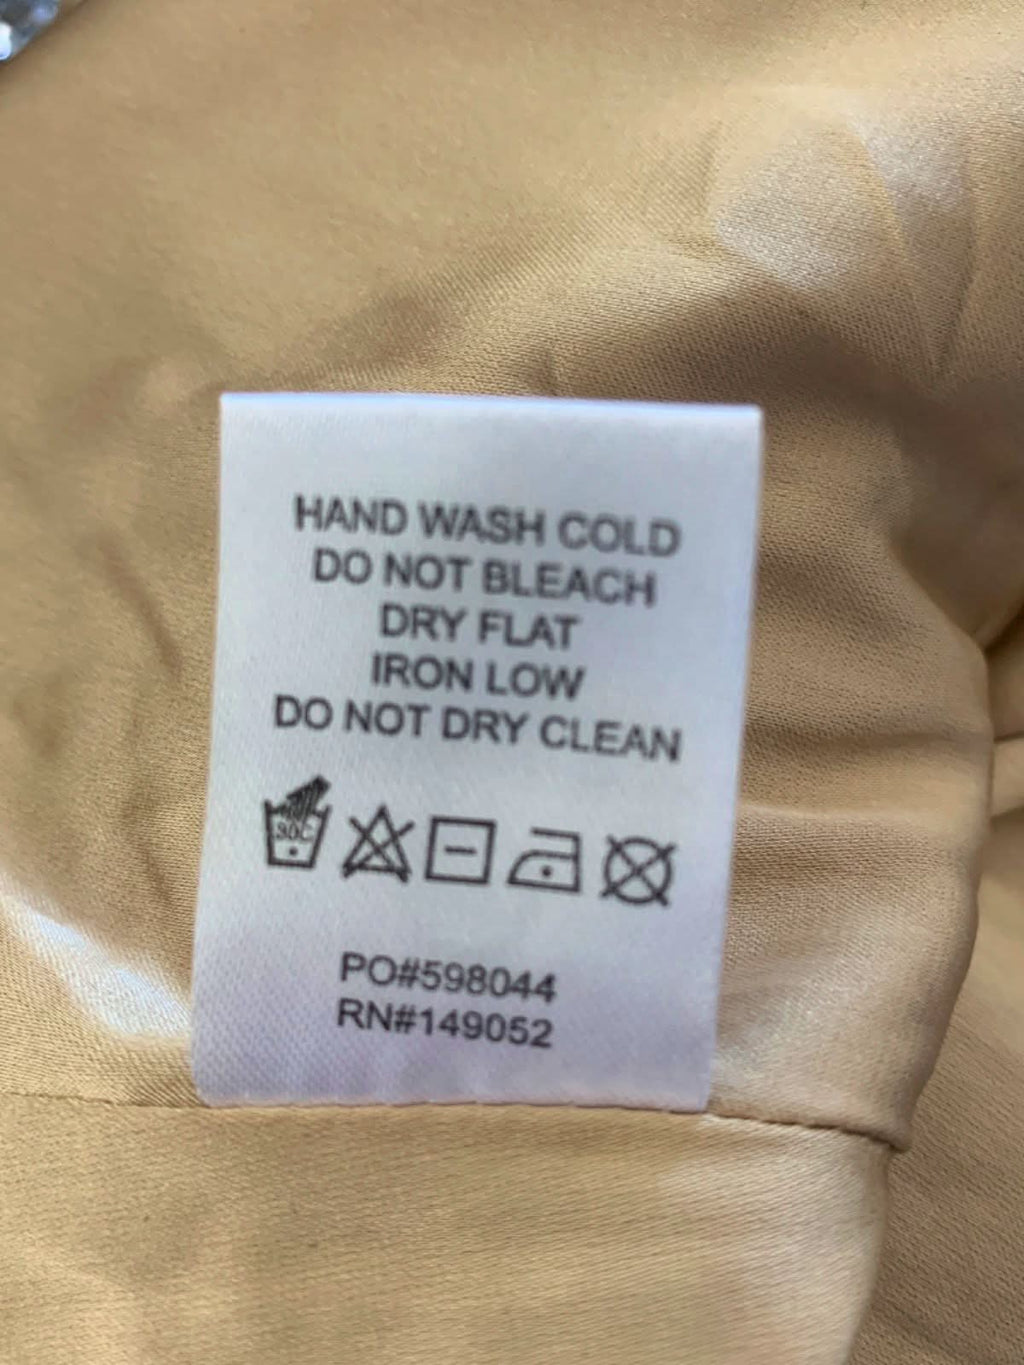 HAND WASH COLD
DO NOT BLEACH
DRY FLAT
IRON LOW
DO NOT DRY CLEAN
30C
PO#598044
RN#149052